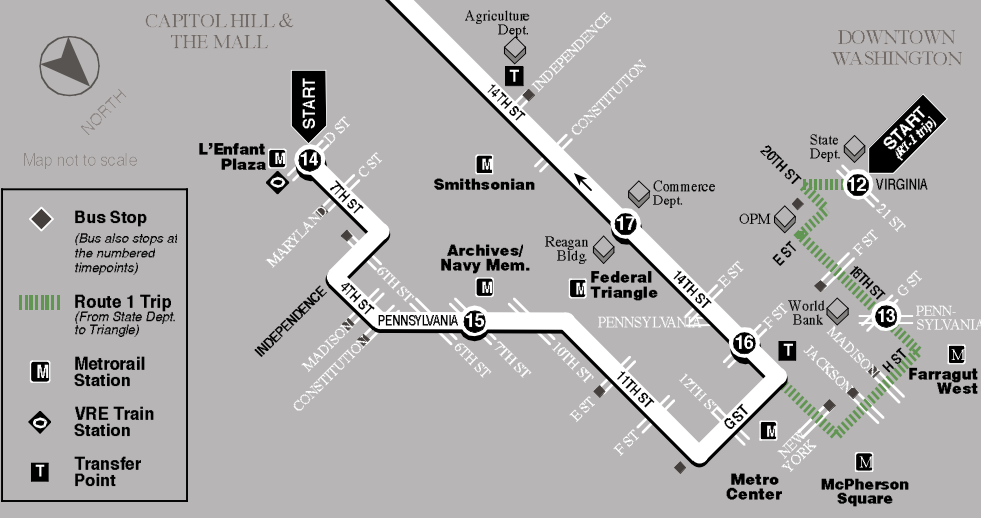 CAPITOL HILL &
THE MALL
Agriculture
Dept.
T
INDEPENDENCE
CONSTITUTION
14TH ST
DOWNTOWN
WASHINGTON
NORTH
Map not to scale
START
D ST
L'Enfant
Plaza
M
14
C ST
7TH ST
MARYLAND
M
Smithsonian
State
Dept.
START
(Rt.1 trip)
20TH ST
12
VIRGINIA
21 ST
OPM
E ST
F ST
18TH ST
G ST
World
Bank
13
PENN-
SYLVANIA
Commerce
Dept.
17
Reagan
Bldg.
M
Federal
Triangle
Archives/
Navy Mem.
M
14TH ST
E ST
PENNSYLVANIA
F ST
16
T
6TH ST
4TH ST
INDEPENDENCE
MADISON
CONSTITUTION
PENNSYLVANIA
15
6TH ST
7TH ST
10TH ST
11TH ST
E ST
F ST
12TH ST
G ST
M
Metro
Center
NEW
YORK
JACKSON
MADISON
H ST
M
Farragut
West
M
McPherson
Square
Bus Stop
(Bus also stops at
the numbered
timepoints)
Route 1 Trip
(From State Dept.
to Triangle)
M
Metrorail
Station
VRE Train
Station
T
Transfer
Point